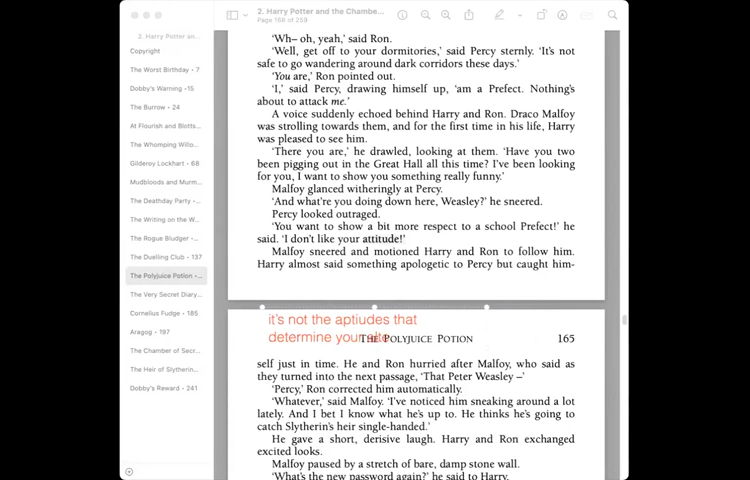 2. Harry Potter and the Chambe...
Page 168 of 259
2. Harry Potter an...
Copyright
The Worst Birthday • 7
Dobby's Warning • 15
The Burrow • 24
At Flourish and Blotts...
The Whomping Willo...
Gilderoy Lockhart • 68
Mudbloods and Murm...
The Deathday Party •...
The Writing on the W...
The Rogue Bludger •...
The Duelling Club • 137
The Polyjuice Potion •...
The Very Secret Diary...
Cornelius Fudge • 185
Aragog • 197
The Chamber of Secr...
The Heir of Slytherin...
Dobby's Reward • 241
'Wh– oh, yeah,' said Ron.
'Well, get off to your dormitories,' said Percy sternly. 'It's not
safe to go wandering around dark corridors these days.'
'You are,' Ron pointed out.
'I,' said Percy, drawing himself up, 'am a Prefect. Nothing's
about to attack me.'
A voice suddenly echoed behind Harry and Ron. Draco Malfoy
was strolling towards them, and for the first time in his life, Harry
was pleased to see him.
'There you are,' he drawled, looking at them. 'Have you two
been pigging out in the Great Hall all this time? I've been looking
for you, I want to show you something really funny.'
Malfoy glanced witheringly at Percy.
'And what're you doing down here, Weasley?' he sneered.
Percy looked outraged.
'You want to show a bit more respect to a school Prefect!' he
said. 'I don't like your attitude!'
Malfoy sneered and motioned Harry and Ron to follow him.
Harry almost said something apologetic to Percy but caught him-
it's not the aptiudes that
determine your alte
THE POLYJUICE POTION 165
self just in time. He and Ron hurried after Malfoy, who said as
they turned into the next passage, 'That Peter Weasley –'
'Percy,' Ron corrected him automatically.
'Whatever,' said Malfoy. 'I've noticed him sneaking around a lot
lately. And I bet I know what he's up to. He thinks he's going to
catch Slytherin's heir single-handed.'
He gave a short, derisive laugh. Harry and Ron exchanged
excited looks.
Malfoy paused by a stretch of bare, damp stone wall.
'What's the new password again?' he said to Harry.